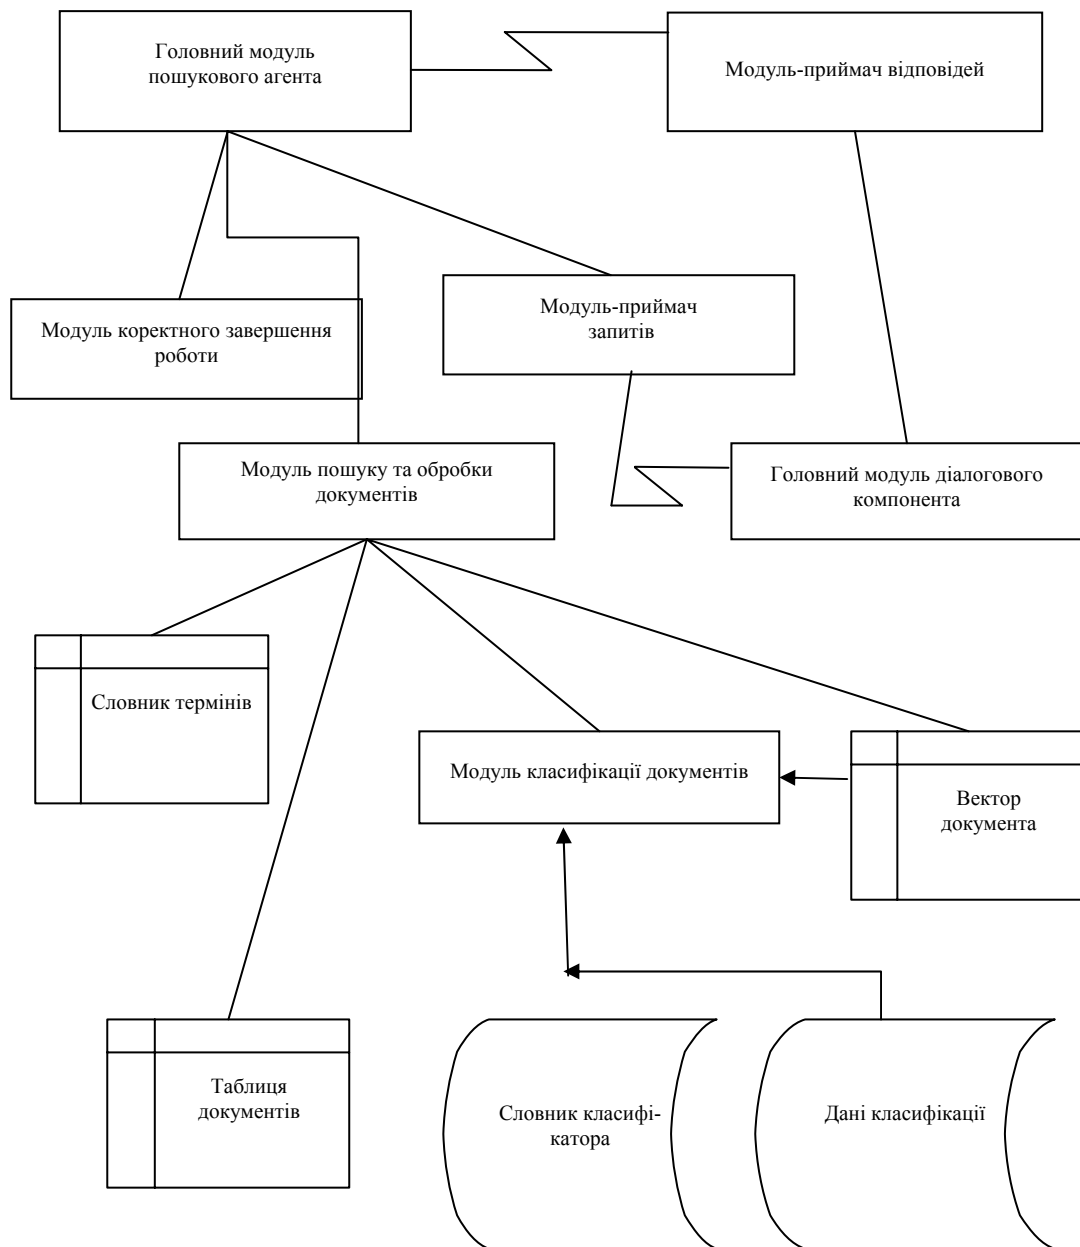 Головний модуль
пошукового агента
Модуль-приймач відповідей
Модуль коректного завершення
роботи
Модуль-приймач
запитів
Модуль пошуку та обробки
документів
Головний модуль діалогового
компонента
Словник термінів
Модуль класифікації документів
Вектор
документа
Таблиця
документів
Словник класифі-
катора
Дані класифікації